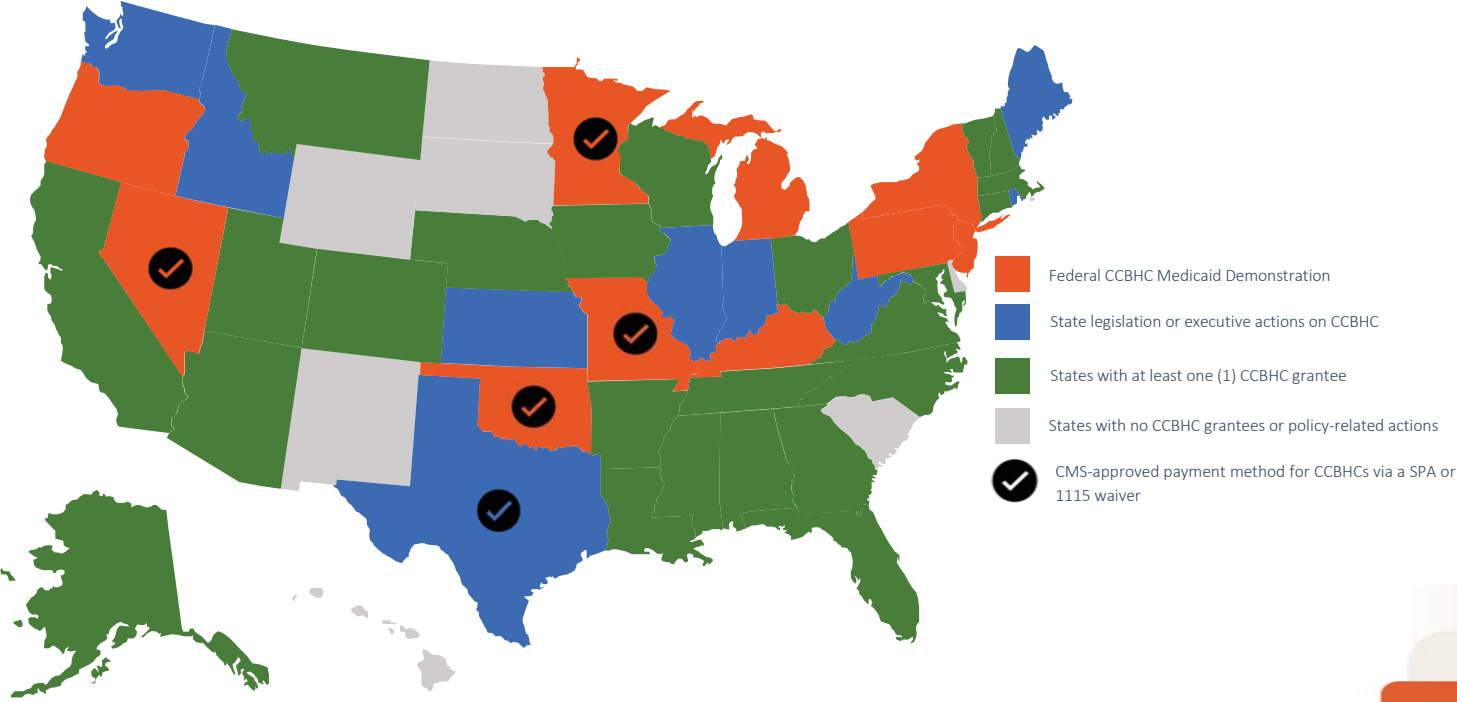 Federal CCBHC Medicaid Demonstration
State legislation or executive actions on CCBHC
States with at least one (1) CCBHC grantee
States with no CCBHC grantees or policy-related actions
CMS-approved payment method for CCBHCs via a SPA or
1115 waiver